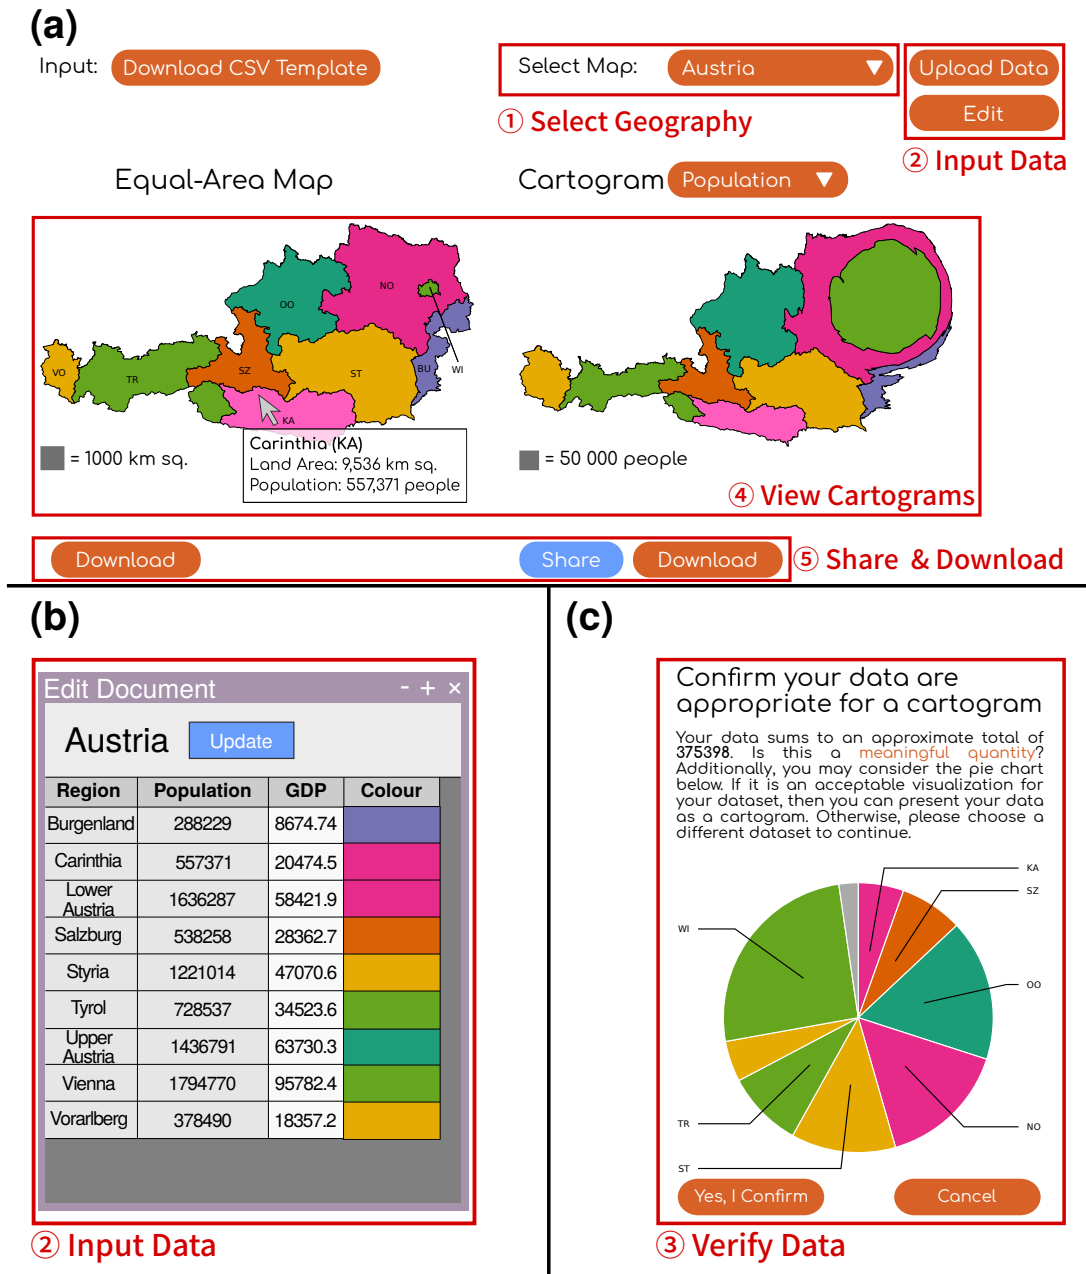 (a)
Input: Download CSV Template
Select Map: Austria
Upload Data
Edit
① Select Geography
② Input Data
Equal-Area Map
Cartogram Population
NO
OO
WI
VO
TR
SZ
ST
BU
KA
Carinthia (KA)
Land Area: 9,536 km sq.
Population: 557,371 people
= 1000 km sq.
= 50 000 people
④ View Cartograms
Download
Share
Download
⑤ Share & Download
(b)
Edit Document - + ×
Austria Update
Region Population GDP Colour
Burgenland 288229 8674.74
Carinthia 557371 20474.5
Lower
Austria 1636287 58421.9
Salzburg 538258 28362.7
Styria 1221014 47070.6
Tyrol 728537 34523.6
Upper
Austria 1436791 63730.3
Vienna 1794770 95782.4
Vorarlberg 378490 18357.2
② Input Data
(c)
Confirm your data are
appropriate for a cartogram
Your data sums to an approximate total of
375398. Is this a meaningful quantity?
Additionally, you may consider the pie chart
below. If it is an acceptable visualization for
your dataset, then you can present your data
as a cartogram. Otherwise, please choose a
different dataset to continue.
KA
SZ
WI
OO
TR
NO
ST
Yes, I Confirm
Cancel
③ Verify Data